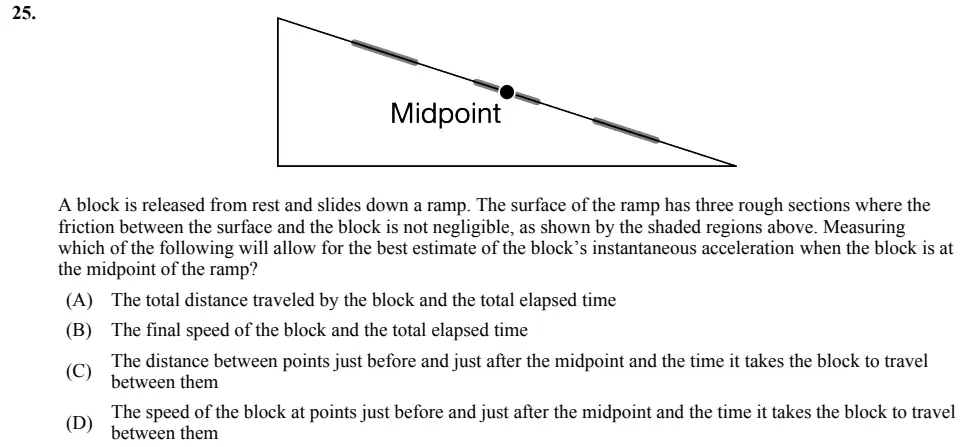 25.
Midpoint
A block is released from rest and slides down a ramp. The surface of the ramp has three rough sections where the
friction between the surface and the block is not negligible, as shown by the shaded regions above. Measuring
which of the following will allow for the best estimate of the block’s instantaneous acceleration when the block is at
the midpoint of the ramp?
(A) The total distance traveled by the block and the total elapsed time
(B) The final speed of the block and the total elapsed time
(C) The distance between points just before and just after the midpoint and the time it takes the block to travel
between them
(D) The speed of the block at points just before and just after the midpoint and the time it takes the block to travel
between them